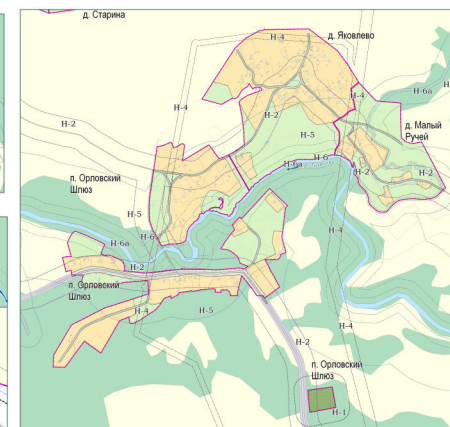 д. Старина
Н-4
д. Яковлево
Н-4
Н-6а
Н-4
Н-2
Н-2
Н-5
д. Малый
Ручей
Н-6а
Н-6
Н-2
Н-2
п. Орловский
Шлюз
Н-5
Н-6
Н-4
Н-6а
Н-2
п. Орловский
Шлюз
Н-4
Н-5
Н-4
Н-2
п. Орловский
Шлюз
Н-1